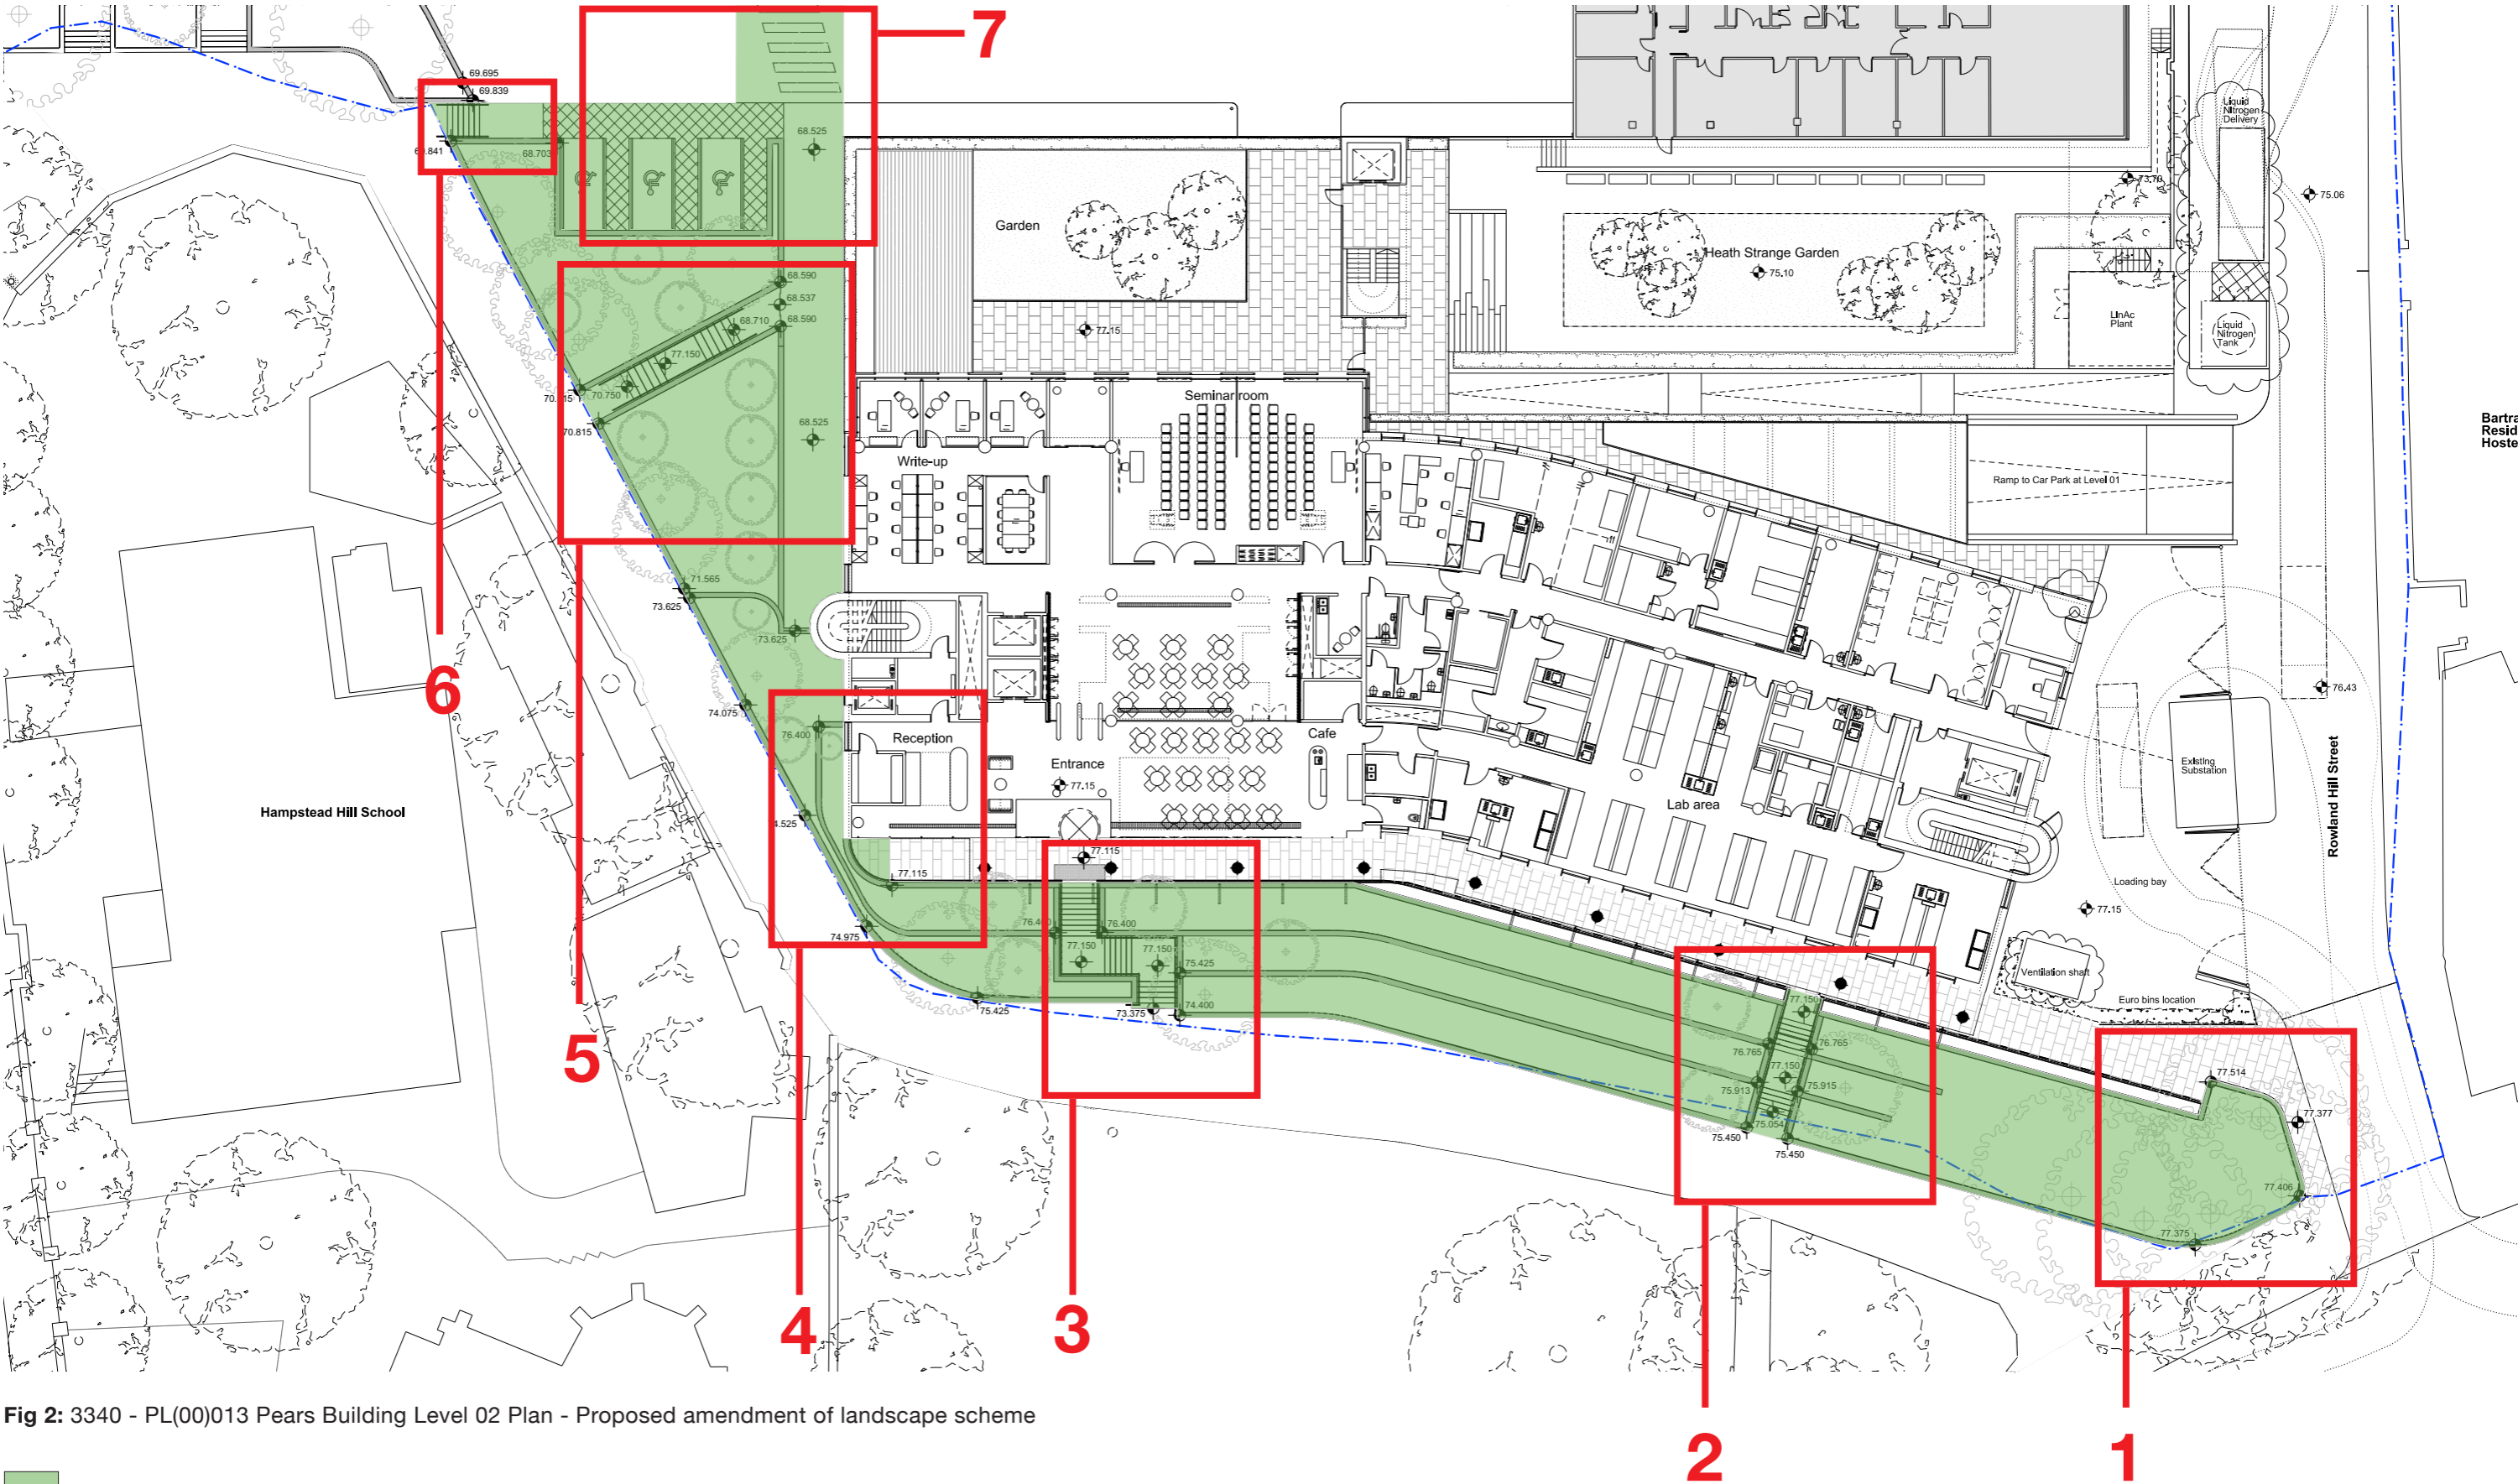 7
69.695
69.839
69.841
68.703
68.525
Liquid
Nitrogen
Delivery
73.70
75.06
Garden
Heath Strange Garden
75.10
68.590
68.537
68.590
68.710
77.150
70.750
70.815
68.525
77.15
LInAc
Plant
Liquid
Nitrogen
Tank
Seminar room
Write-up
Ramp to Car Park at Level 01
Bartra
Resid
Hoste
71.565
73.625
73.625
6
74.075
76.400
Reception
Entrance
77.15
Cafe
Lab area
76.43
Existing
Substation
Rowland Hill Street
Hampstead Hill School
4.525
77.115
77.115
Loading bay
77.15
74.975
76.400
76.400
77.150
77.150
75.425
74.400
75.425
73.375
Ventilation shaft
Euro bins location
77.150
76.765
76.765
77.150
75.913
75.915
75.054
75.450
75.450
77.514
77.377
77.406
77.375
5
4
3
2
1
Fig 2: 3340 - PL(00)013 Pears Building Level 02 Plan - Proposed amendment of landscape scheme